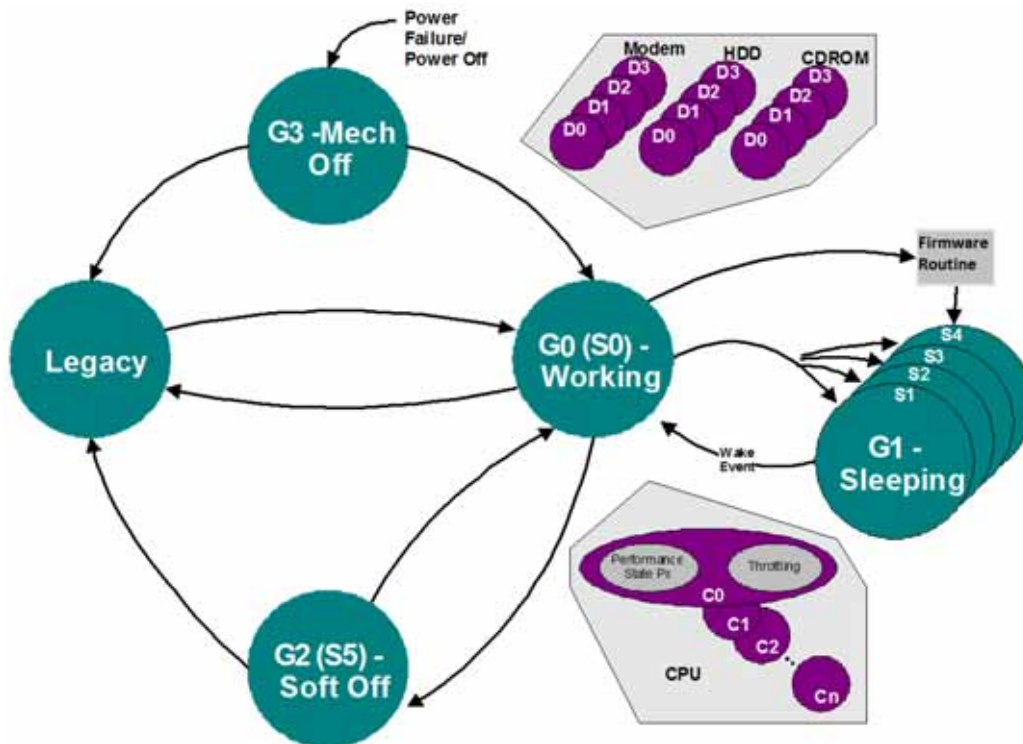 Power
Failure/
Power Off
G3 -Mech
Off
Modem
D3
D2
D1
D0
HDD
D3
D2
D1
D0
CDROM
D3
D2
D1
D0
Firmware
Routine
Legacy
G0 (S0) -
Working
S4
S3
S2
S1
G1 -
Sleeping
Wake
Event
Performance
State Px
Throttling
C0
C1
C2
Cn
CPU
G2 (S5) -
Soft Off